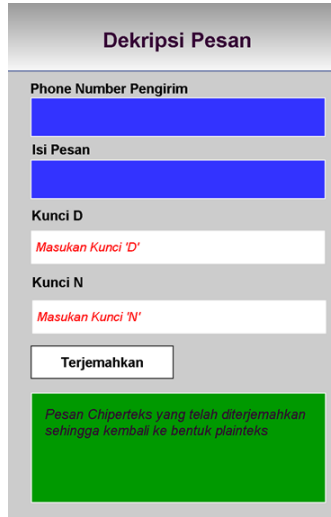 Dekripsi Pesan
Phone Number Pengirim
Isi Pesan
Kunci D
Masukan Kunci 'D'
Kunci N
Masukan Kunci 'N'
Terjemahkan
Pesan Chiperteks yang telah diterjemahkan
sehingga kembali ke bentuk plainteks